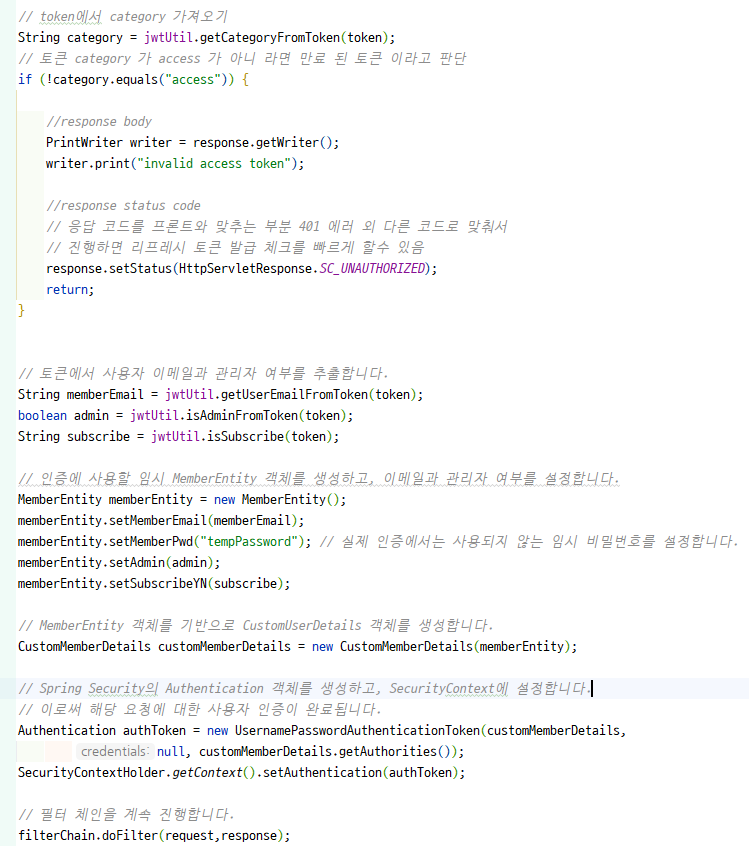 // token에서 category 가져오기
String category = jwtUtil.getCategoryFromToken(token);
// 토큰 category 가 access 가 아니 라면 만료 된 토큰 이라고 판단
if (!category.equals("access")) {
//response body
PrintWriter writer = response.getWriter();
writer.print("invalid access token");
//response status code
// 응답 코드를 프론트와 맞추는 부분 401 에러 외 다른 코드로 맞춰서
// 진행하면 리프레시 토큰 발급 체크를 빠르게 할수 있음
response.setStatus(HttpServletResponse.SC_UNAUTHORIZED);
return;
}
// 토큰에서 사용자 이메일과 관리자 여부를 추출합니다.
String memberEmail = jwtUtil.getUserEmailFromToken(token);
boolean admin = jwtUtil.isAdminFromToken(token);
String subscribe = jwtUtil.isSubscribe(token);
// 인증에 사용할 임시 MemberEntity 객체를 생성하고, 이메일과 관리자 여부를 설정합니다.
MemberEntity memberEntity = new MemberEntity();
memberEntity.setMemberEmail(memberEmail);
memberEntity.setMemberPwd("tempPassword"); // 실제 인증에서는 사용되지 않는 임시 비밀번호를 설정합니다.
memberEntity.setAdmin(admin);
memberEntity.setSubscribeYN(subscribe);
// MemberEntity 객체를 기반으로 CustomUserDetails 객체를 생성합니다.
CustomMemberDetails customMemberDetails = new CustomMemberDetails(memberEntity);
// Spring Security의 Authentication 객체를 생성하고, SecurityContext에 설정합니다.
// 이로써 해당 요청에 대한 사용자 인증이 완료됩니다.
Authentication authToken = new UsernamePasswordAuthenticationToken(customMemberDetails,
credentials: null, customMemberDetails.getAuthorities());
SecurityContextHolder.getContext().setAuthentication(authToken);
// 필터 체인을 계속 진행합니다.
filterChain.doFilter(request,response);